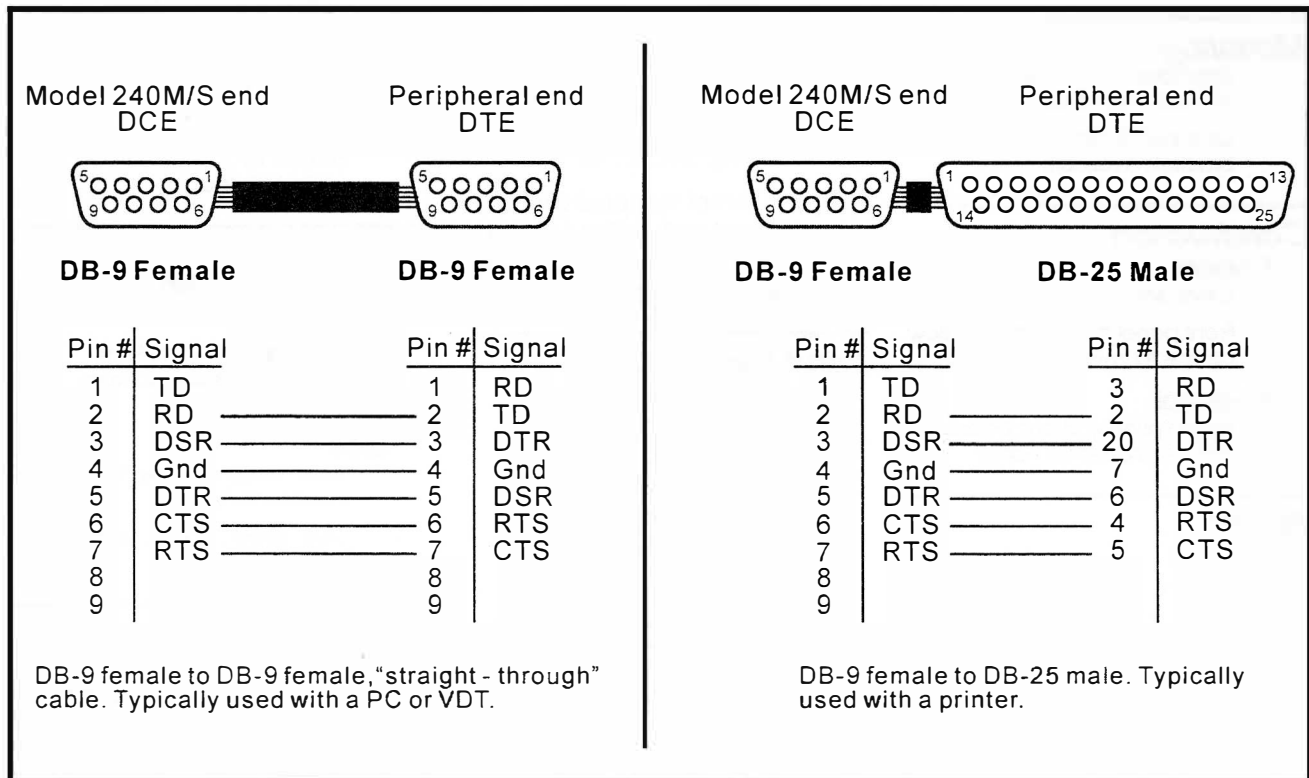 Model 240M/S end Peripheral end
DCE DTE
5 1 5 1
9 6 9 6
DB-9 Female DB-9 Female
Pin # Signal Pin # Signal
1 TD 1 RD
2 RD 2 TD
3 DSR 3 DTR
4 Gnd 4 Gnd
5 DTR 5 DSR
6 CTS 6 RTS
7 RTS 7 CTS
8 8
9 9
DB-9 female to DB-9 female, "straight - through"
cable. Typically used with a PC or VDT.
Model 240M/S end Peripheral end
DCE DTE
5 1 1 13
9 6 14 25
DB-9 Female DB-25 Male
Pin # Signal Pin # Signal
1 TD 3 RD
2 RD 2 TD
3 DSR 20 DTR
4 Gnd 7 Gnd
5 DTR 6 DSR
6 CTS 4 RTS
7 RTS 5 CTS
8
9
DB-9 female to DB-25 male. Typically
used with a printer.